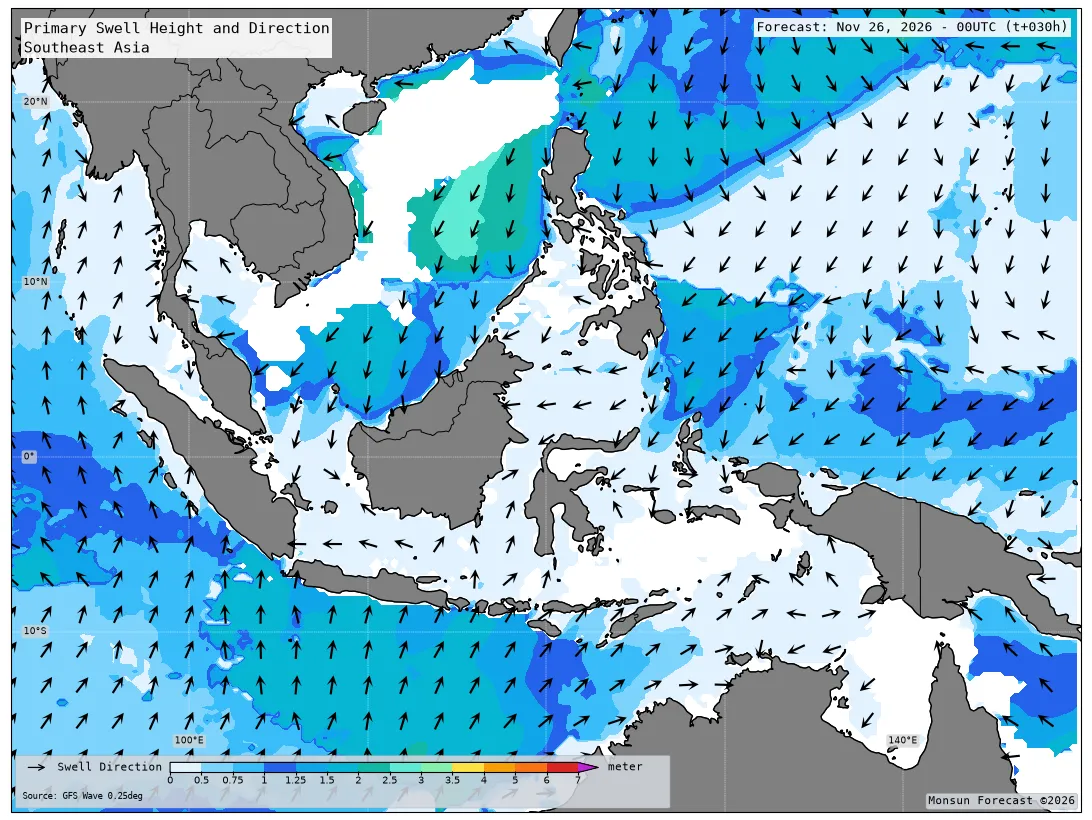 Primary Swell Height and Direction
Southeast Asia
Forecast: Nov 26, 2026 - 00UTC (t+030h)
20°N
10°N
0°
10°S
100°E
140°E
Swell Direction
0 0.5 0.75 1 1.25 1.5 2 2.5 3 3.5 4 5 6 7
meter
Source: GFS Wave 0.25deg
Monsun Forecast ©2026